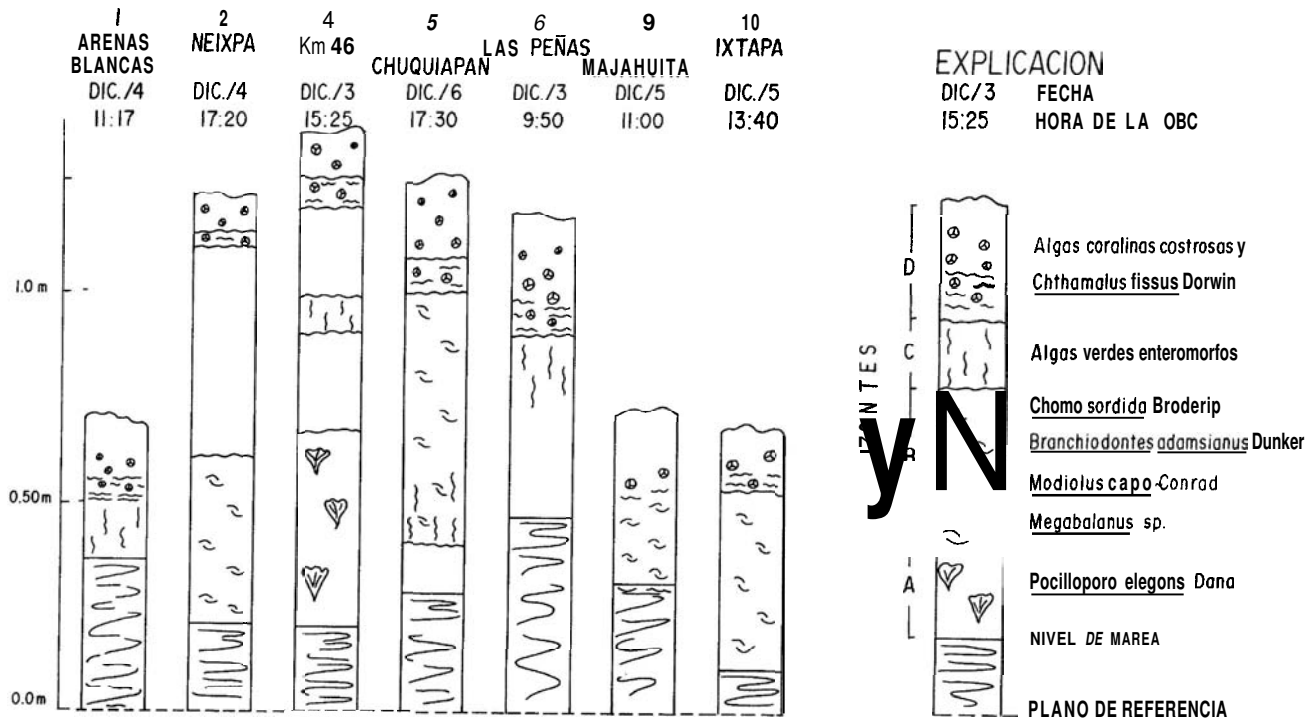 1
ARENAS
BLANCAS
DIC./4
11:17
2
NEIXPA
DIC./4
17:20
4
Km 46
DIC./3
15:25
5
CHUQUIAPAN
DIC./6
17:30
6
LAS PEÑAS
DIC./3
9:50
9
MAJAHUITA
DIC/5
11:00
10
IXTAPA
DIC./5
13:40
1.0 m
0.50m
0.0m
EXPLICACION
DIC/3 FECHA
15:25 HORA DE LA OBC
D
C
A
IZONTES
yN
Algas coralinas costrosas y
Chthamalus fissus Dorwin
Algas verdes enteromorfos
Chomo sordida Broderip
Branchiodontes adamsianus Dunker
Modiolus capo-Conrad
Megabalanus sp.
Pocilloporo elegons Dana
NIVEL DE MAREA
PLANO DE REFERENCIA